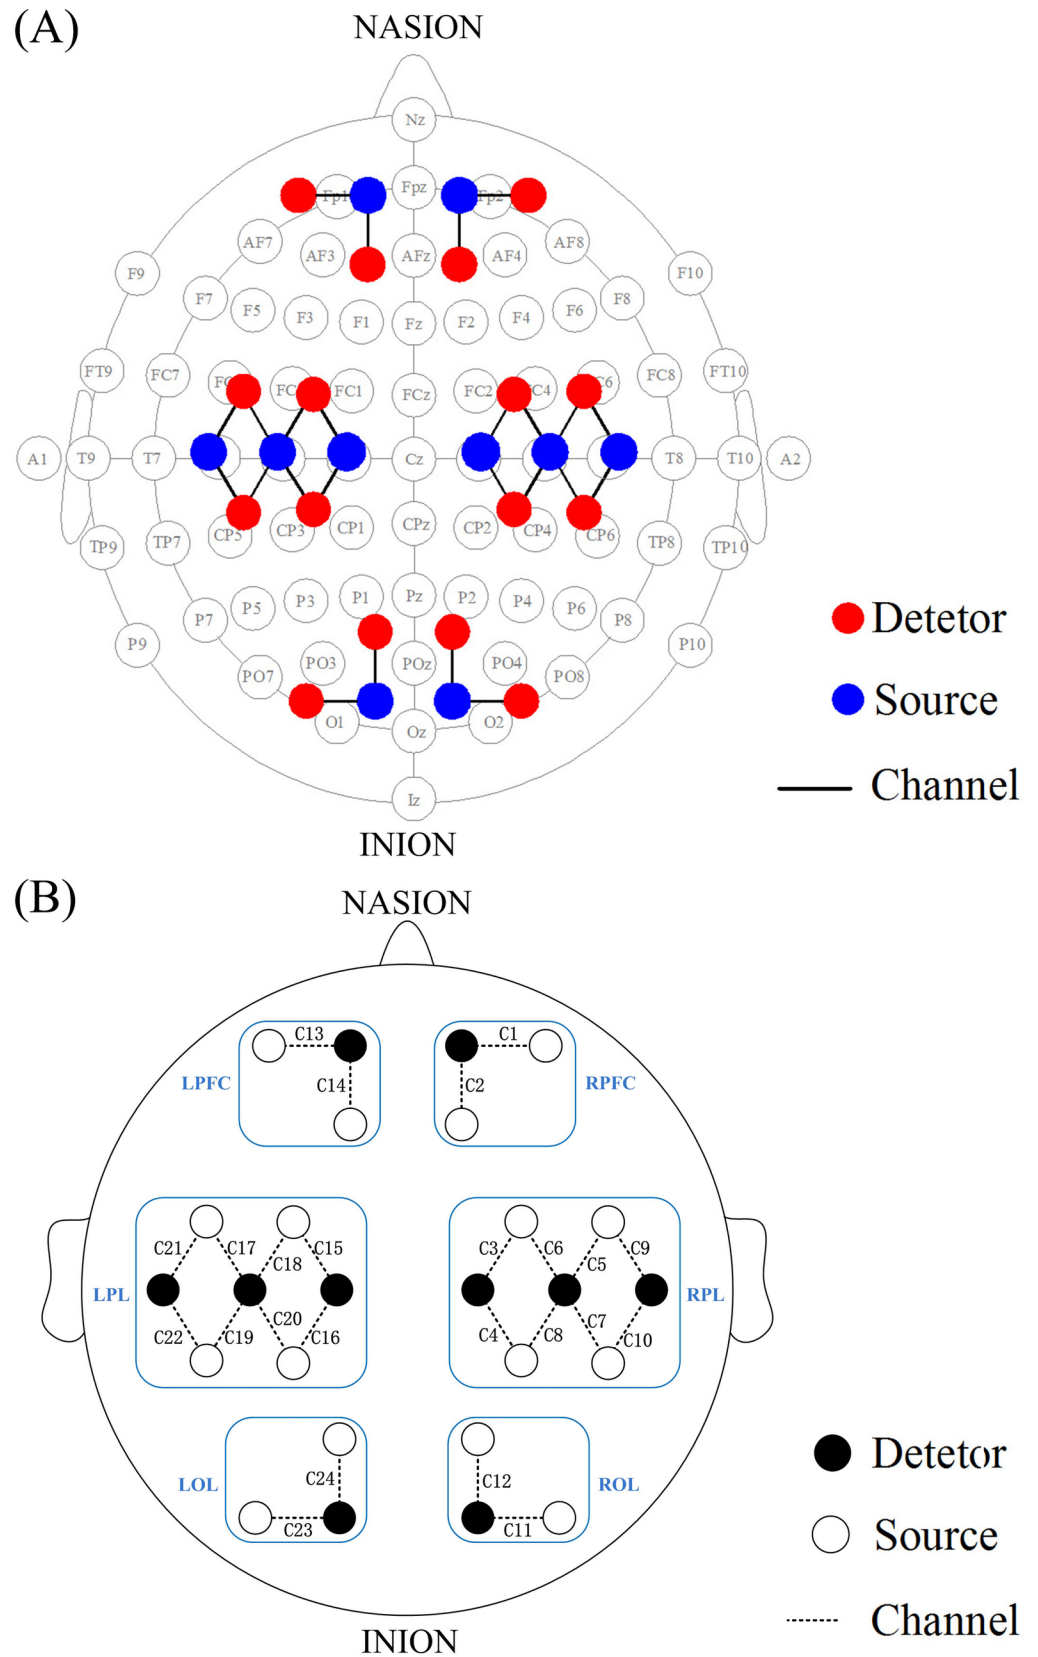 (A)
NASION
Nz
Fp1 Fpz Fp2
AF7 AF3 AFz AF4 AF8
F9 F10
F7 F5 F3 F1 Fz F2 F4 F6 F8
FT9 FC7 FC1 FCz FC2 FC8 FT10
A1 T9 T7 Cz T8 T10 A2
TP9 TP7 CP5 CP3 CP1 CPz CP2 CP4 CP6 TP8 TP10
P9 P7 P5 P3 P1 Pz P2 P4 P6 P8 P10
PO7 PO3 POz PO4 PO8
O1 Oz O2
Iz
INION
Detetor
Source
Channel
(B)
NASION
C13 C1
LPFC C14 C2 RPFC
C21 C17 C18 C15 C3 C6 C5 C9
LPL RPL
C22 C19 C20 C16 C4 C8 C7 C10
LOL C24 C12 ROL
C23 C11
INION
Detetor
Source
Channel